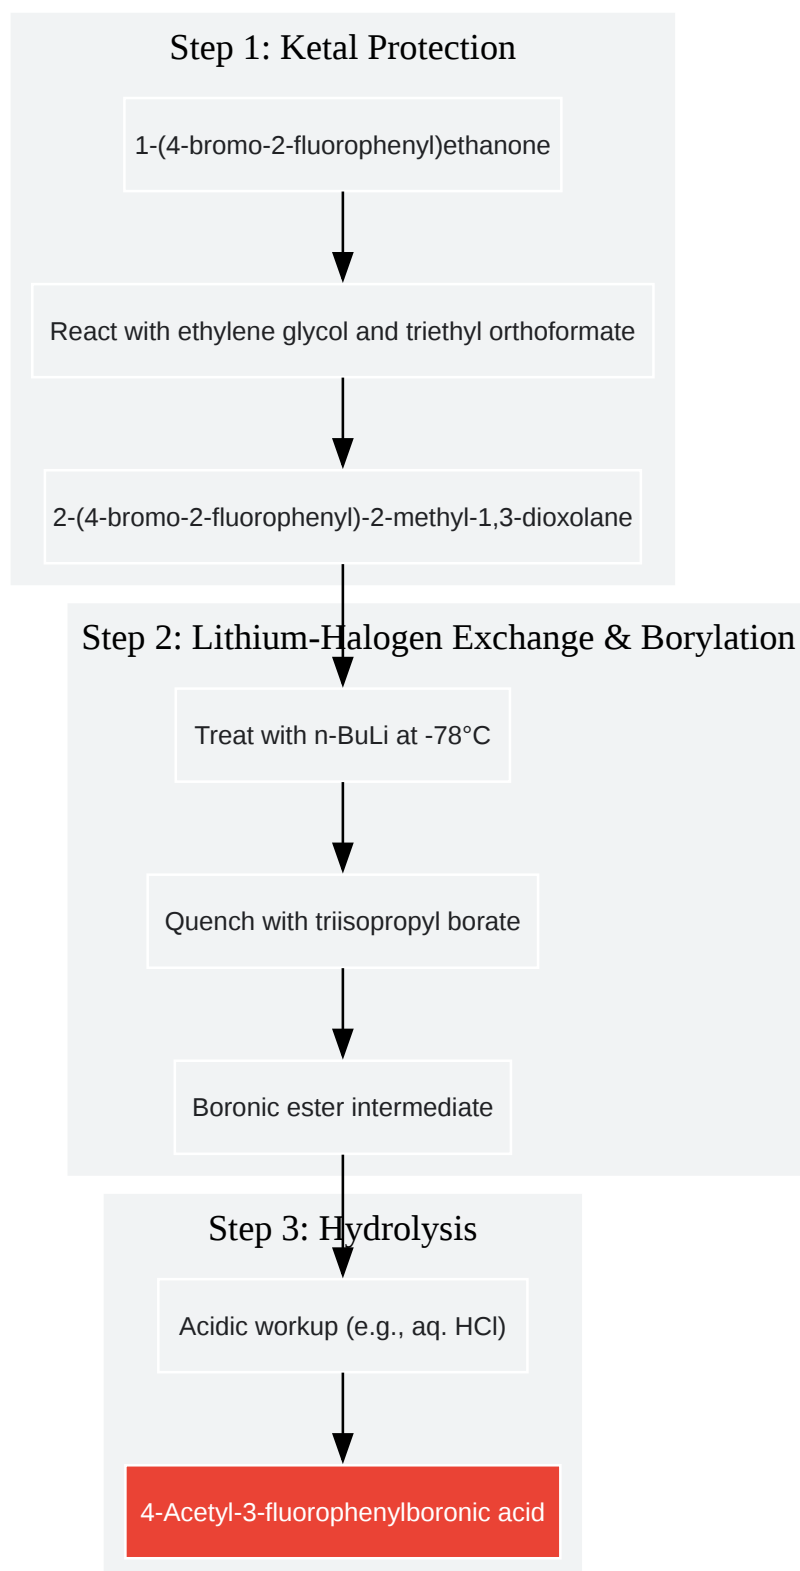 Step 1: Ketal Protection
1-(4-bromo-2-fluorophenyl)ethanone
React with ethylene glycol and triethyl orthoformate
2-(4-bromo-2-fluorophenyl)-2-methyl-1,3-dioxolane
Step 2: Lithium-Halogen Exchange & Borylation
Treat with n-BuLi at -78°C
Quench with triisopropyl borate
Boronic ester intermediate
Step 3: Hydrolysis
Acidic workup (e.g., aq. HCl)
4-Acetyl-3-fluorophenylboronic acid